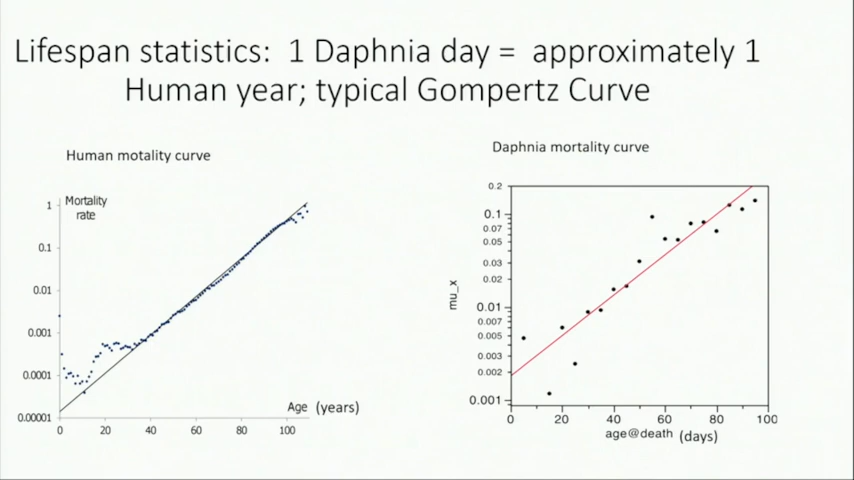 Lifespan statistics: 1 Daphnia day = approximately 1
Human year; typical Gompertz Curve
Human motality curve
Mortality
rate
1
0.1
0.01
0.001
0.0001
0.00001
0 20 40 60 80 100
Age (years)
Daphnia mortality curve
mu_x
0.2
0.1
0.07
0.05
0.03
0.02
0.01
0.007
0.005
0.003
0.002
0.001
0 20 40 60 80 100
age@death (days)